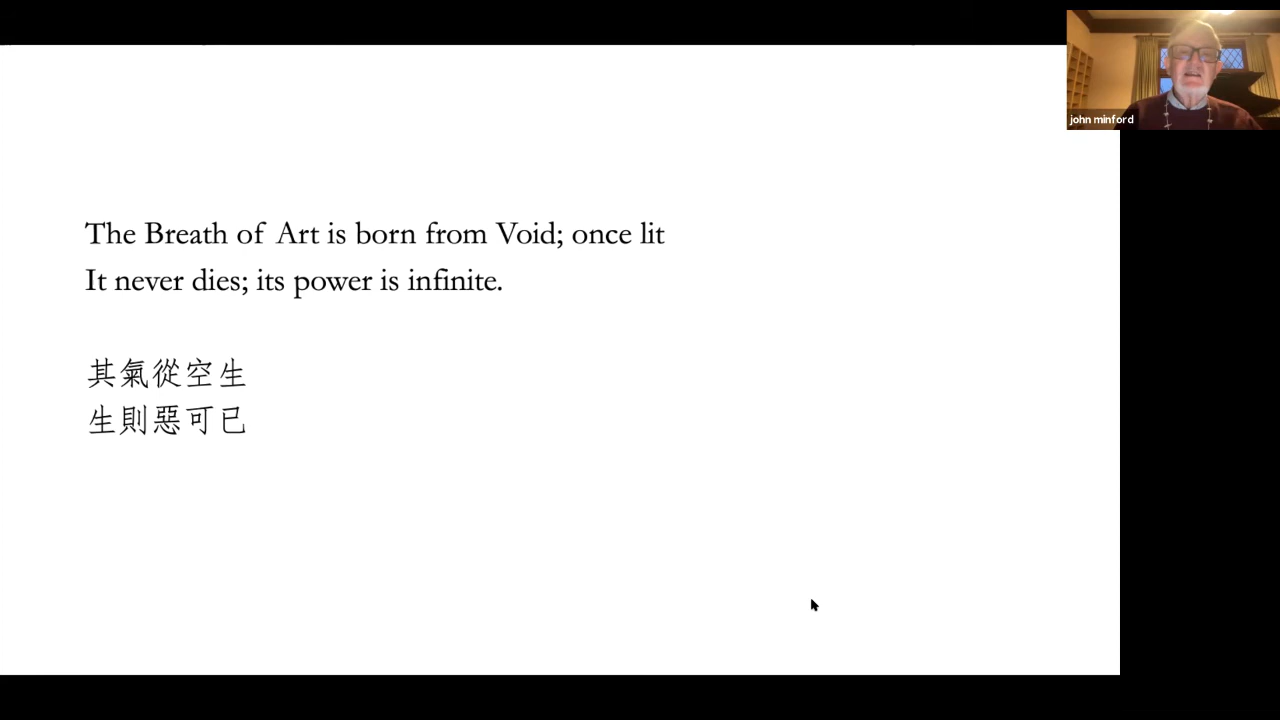 john minford
The Breath of Art is born from Void; once lit
It never dies; its power is infinite.
其氣從空生
生則惡可已